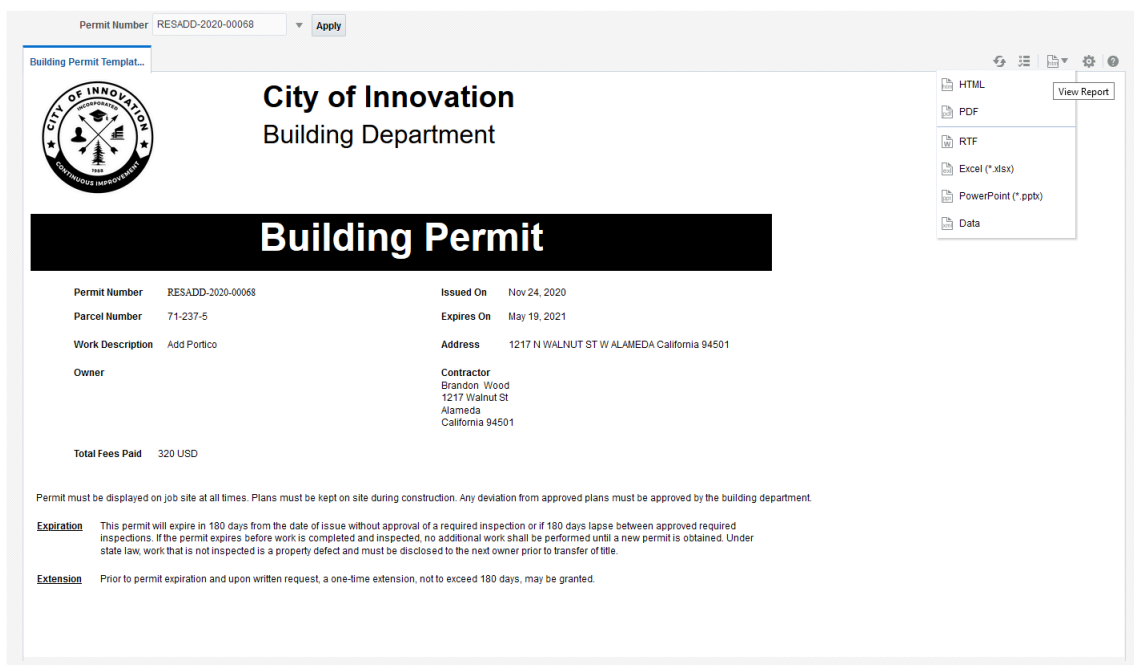 Permit Number RESADD-2020-00068 Apply
Building Permit Templat...
HTML
View Report
PDF
RTF
Excel (*.xlsx)
PowerPoint (*.pptx)
Data
CITY OF INNOVATION
INCORPORATED
CONTINUOUS IMPROVEMENT
City of Innovation
Building Department
Building Permit
Permit Number RESADD-2020-00068 Issued On Nov 24, 2020
Parcel Number 71-237-5 Expires On May 19, 2021
Work Description Add Portico Address 1217 N WALNUT ST W ALAMEDA California 94501
Owner Contractor
Brandon Wood
1217 Walnut St
Alameda
California 94501
Total Fees Paid 320 USD
Permit must be displayed on job site at all times. Plans must be kept on site during construction. Any deviation from approved plans must be approved by the building department.
Expiration This permit will expire in 180 days from the date of issue without approval of a required inspection or if 180 days lapse between approved required
inspections. If the permit expires before work is completed and inspected, no additional work shall be performed until a new permit is obtained. Under
state law, work that is not inspected is a property defect and must be disclosed to the next owner prior to transfer of title.
Extension Prior to permit expiration and upon written request, a one-time extension, not to exceed 180 days, may be granted.